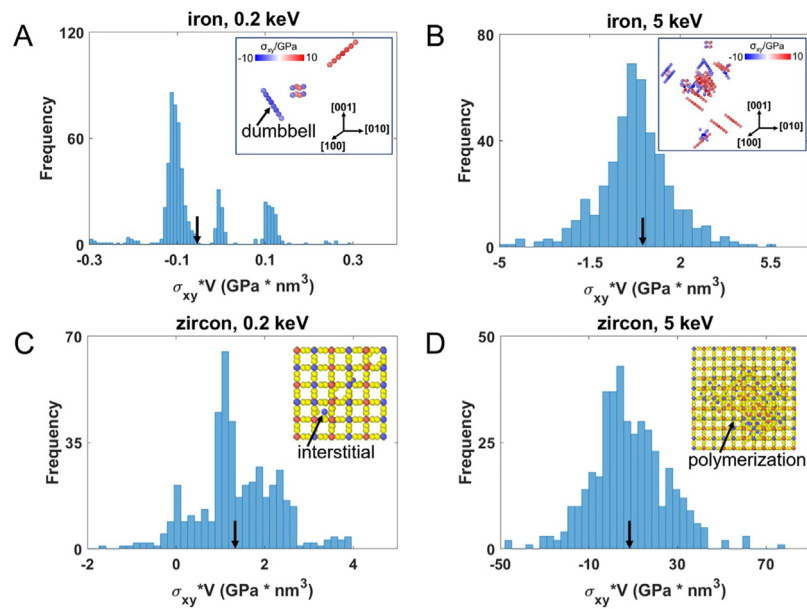 A
iron, 0.2 keV
120
60
0
Frequency
-0.3
-0.1
0.1
0.3
σxy*V (GPa * nm³)
σxy/GPa
-10
10
dumbbell
[001]
[010]
[100]
B
iron, 5 keV
80
40
0
Frequency
-5
-1.5
2
5.5
σxy*V (GPa * nm³)
σxy/GPa
-10
10
[001]
[010]
[100]
C
zircon, 0.2 keV
70
35
0
Frequency
-2
0
2
4
σxy*V (GPa * nm³)
interstitial
D
zircon, 5 keV
50
25
0
Frequency
-50
-10
30
70
σxy*V (GPa * nm³)
polymerization